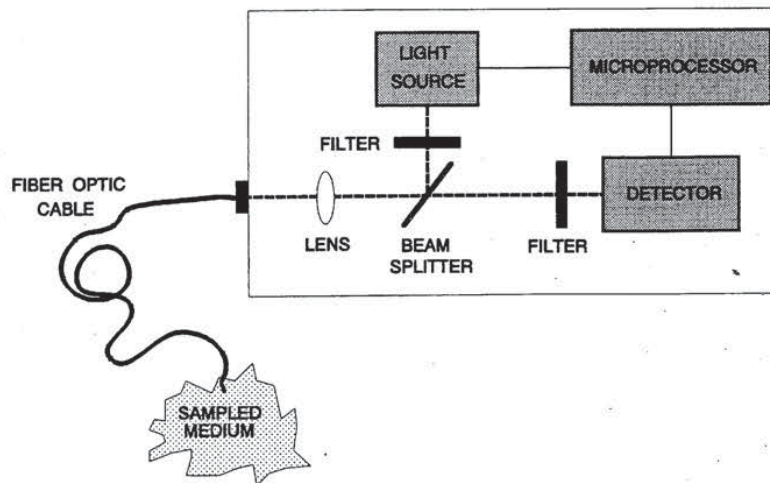 LIGHT
SOURCE
MICROPROCESSOR
FILTER
FIBER OPTIC
CABLE
DETECTOR
LENS
BEAM
SPLITTER
FILTER
SAMPLED
MEDIUM